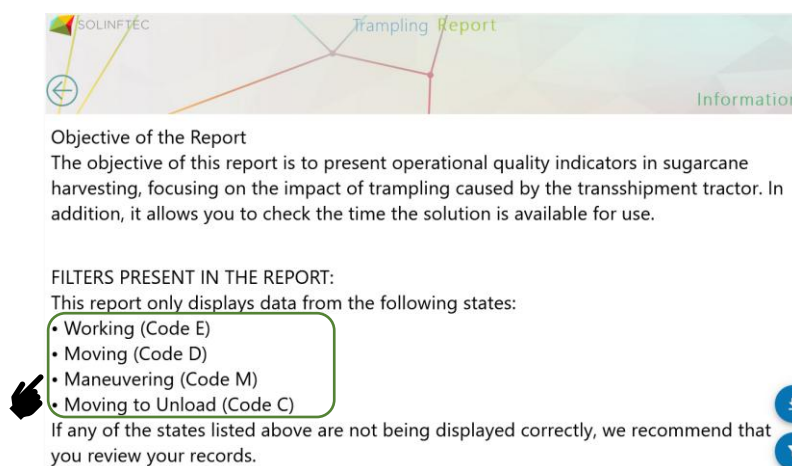 SOLINFTEC
Trampling Report
Information
Objective of the Report
The objective of this report is to present operational quality indicators in sugarcane
harvesting, focusing on the impact of trampling caused by the transshipment tractor. In
addition, it allows you to check the time the solution is available for use.
FILTERS PRESENT IN THE REPORT:
This report only displays data from the following states:
• Working (Code E)
• Moving (Code D)
• Maneuvering (Code M)
• Moving to Unload (Code C)
If any of the states listed above are not being displayed correctly, we recommend that
you review your records.